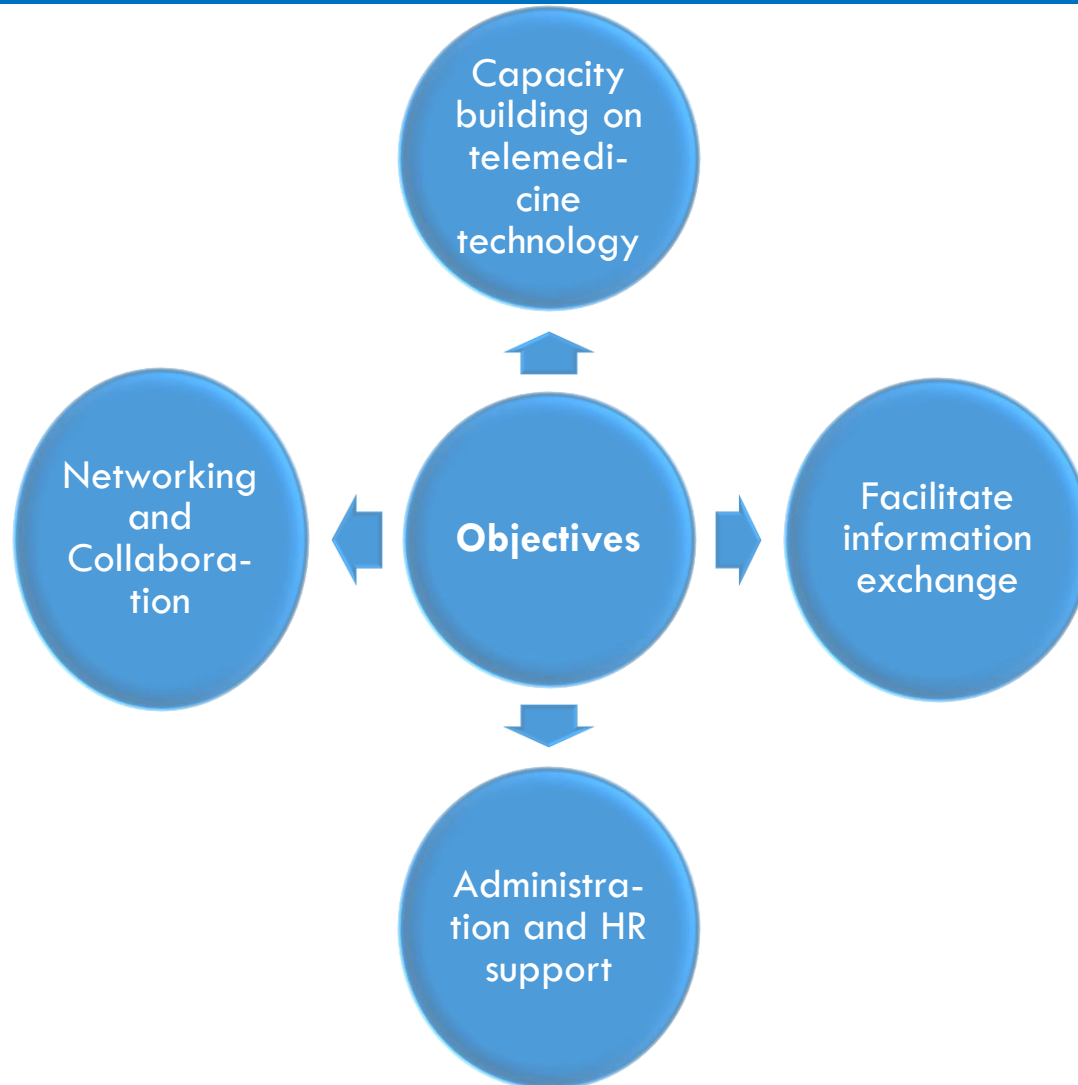 Capacity
building on
telemedi-
cine
technology
Networking
and
Collabora-
tion
Objectives
Facilitate
information
exchange
Administra-
tion and HR
support